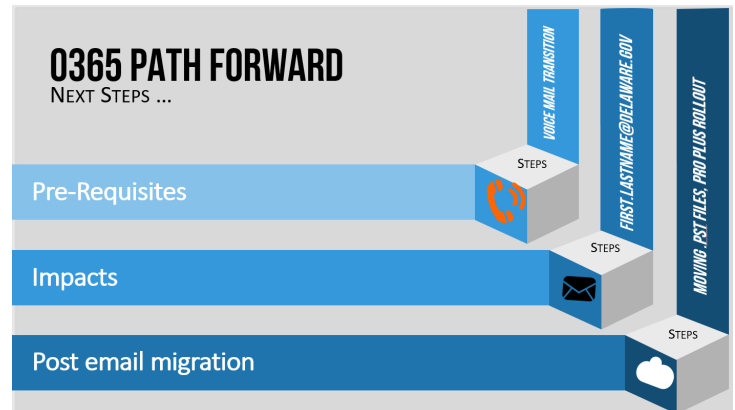 O365 PATH FORWARD
NEXT STEPS ...
VOICE MAIL TRANSITION
FIRST.LASTNAME@DELAWARE.GOV
MOVING .PST FILES, PRO PLUS ROLLOUT
STEPS
Pre-Requisites
STEPS
Impacts
STEPS
Post email migration